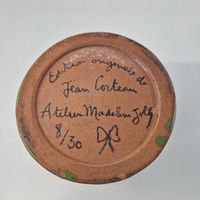 Edition originale de
Jean Cocteau
Atelier Madeline Jolly
8/30